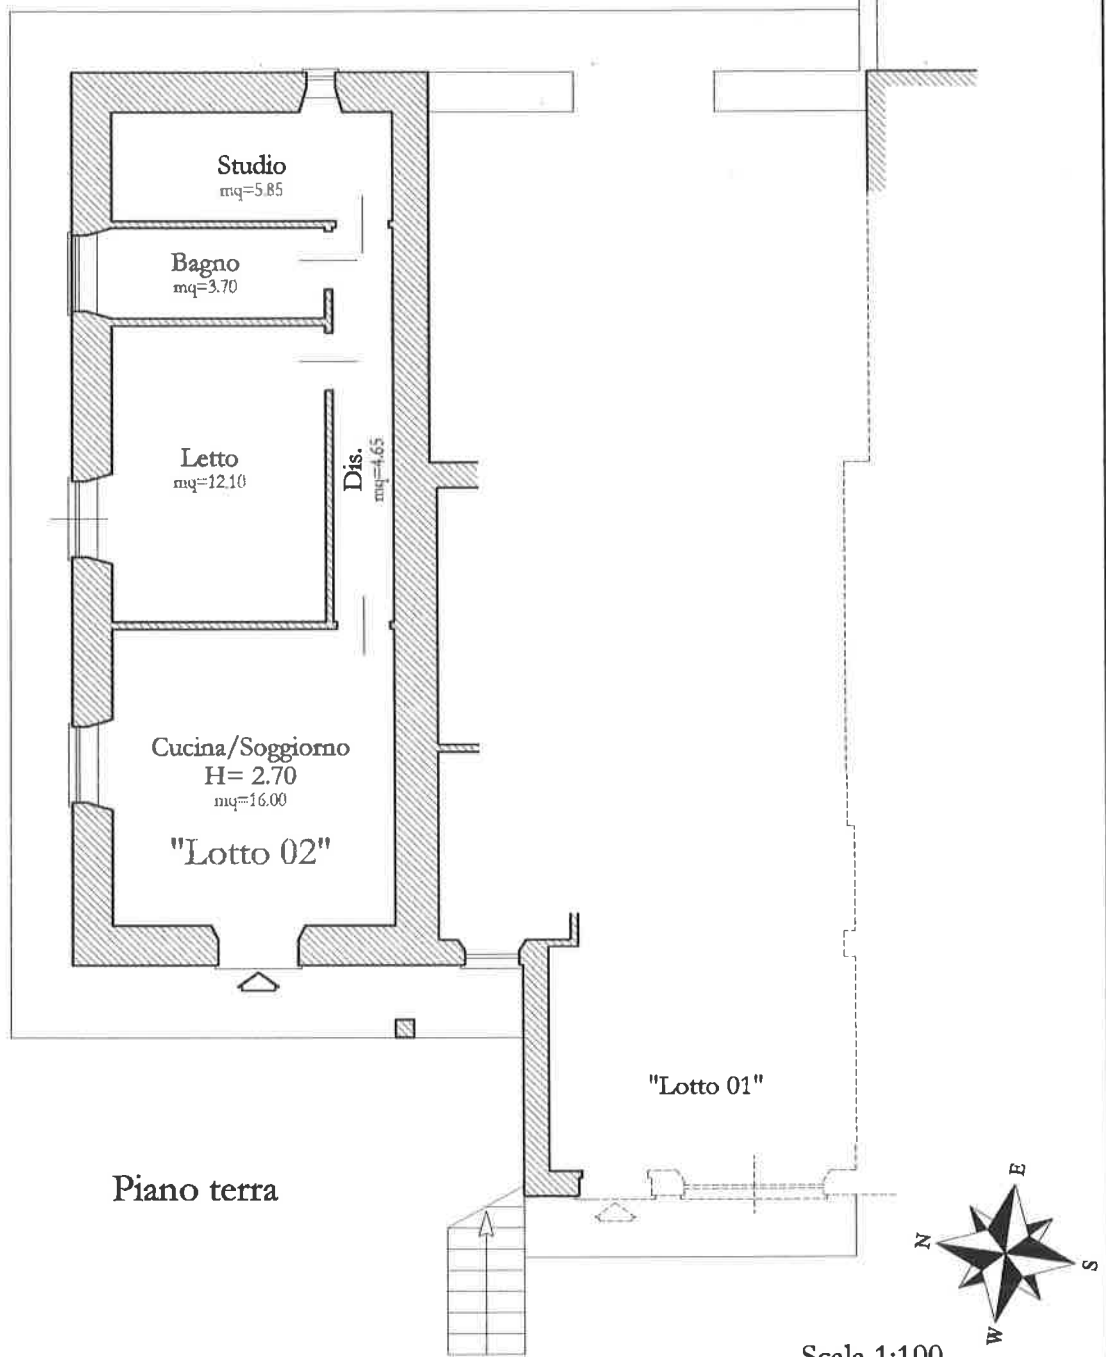 Studio
mq=5.85
Bagno
mq=3.70
Letto
mq=12.10
Dis.
mq=4.65
Cucina/Soggiorno
H= 2.70
mq=16.00
"Lotto 02"
"Lotto 01"
Piano terra
E
N
S
W
Scala 1:100